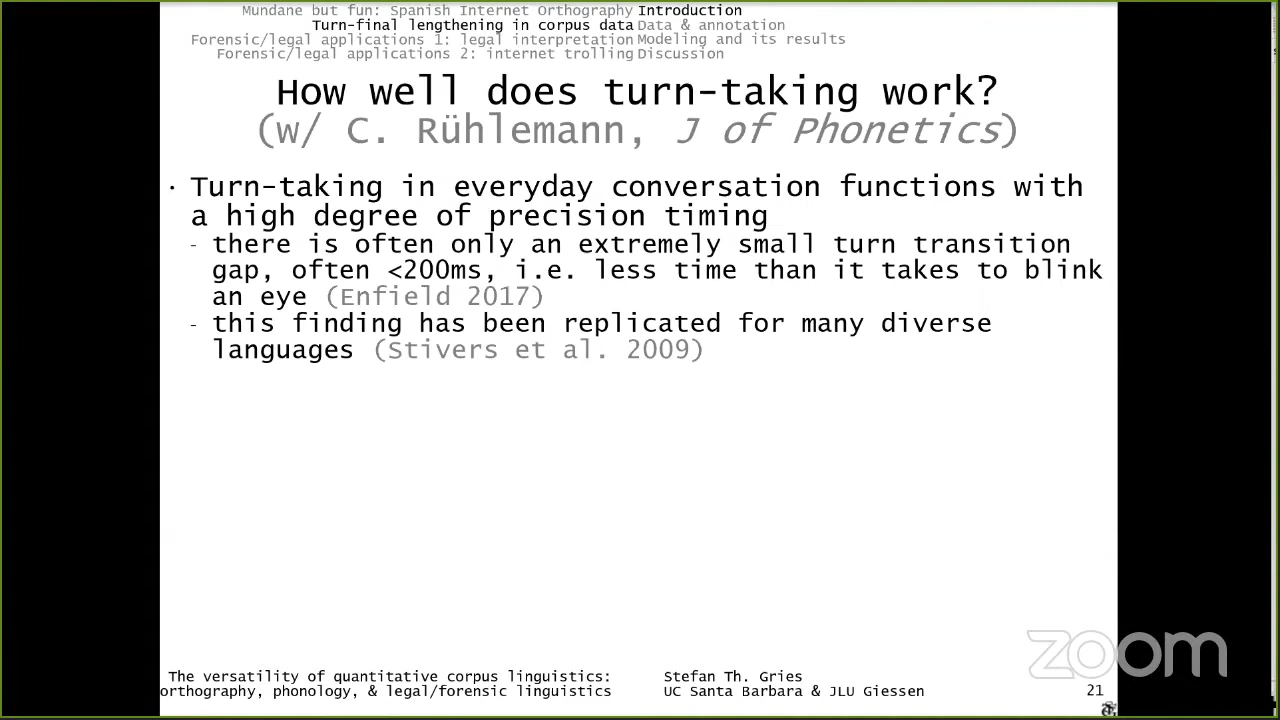 Mundane but fun: Spanish Internet Orthography Introduction
Turn-final lengthening in corpus data Data & annotation
Forensic/legal applications 1: legal interpretation Modeling and its results
Forensic/legal applications 2: internet trolling Discussion
How well does turn-taking work?
(w/ C. Rühlemann, J of Phonetics)
· Turn-taking in everyday conversation functions with
a high degree of precision timing
- there is often only an extremely small turn transition
gap, often <200ms, i.e. less time than it takes to blink
an eye (Enfield 2017)
- this finding has been replicated for many diverse
languages (Stivers et al. 2009)
zoom
The versatility of quantitative corpus linguistics: Stefan Th. Gries
orthography, phonology, & legal/forensic linguistics UC Santa Barbara & JLU Giessen 21